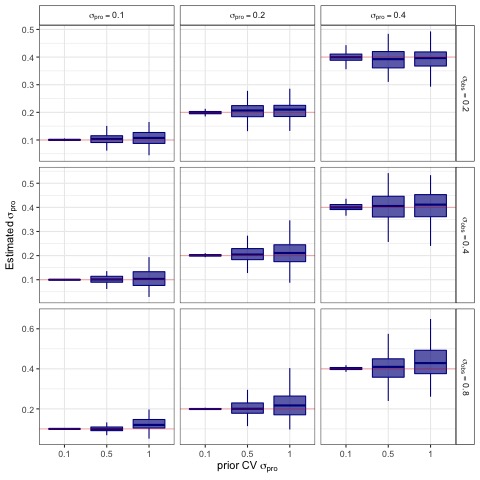 σpro = 0.1 σpro = 0.2 σpro = 0.4
0.5
0.4
0.3
0.2
0.1
σobs = 0.2
0.5
0.4
0.3
0.2
0.1
σobs = 0.4
0.6
0.4
0.2
σobs = 0.8
Estimated σpro
0.1 0.5 1 0.1 0.5 1 0.1 0.5 1
prior CV σpro